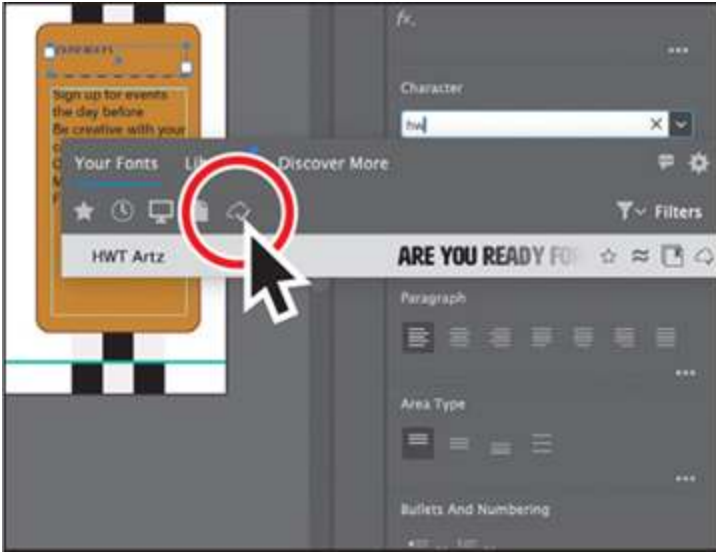 fx.
Character
hw
Your Fonts
Discover More
Filters
HWT Artz
ARE YOU READY FO
Sign up for events
the day before
Be creative with your
Paragraph
Area Type
Bullets And Numbering